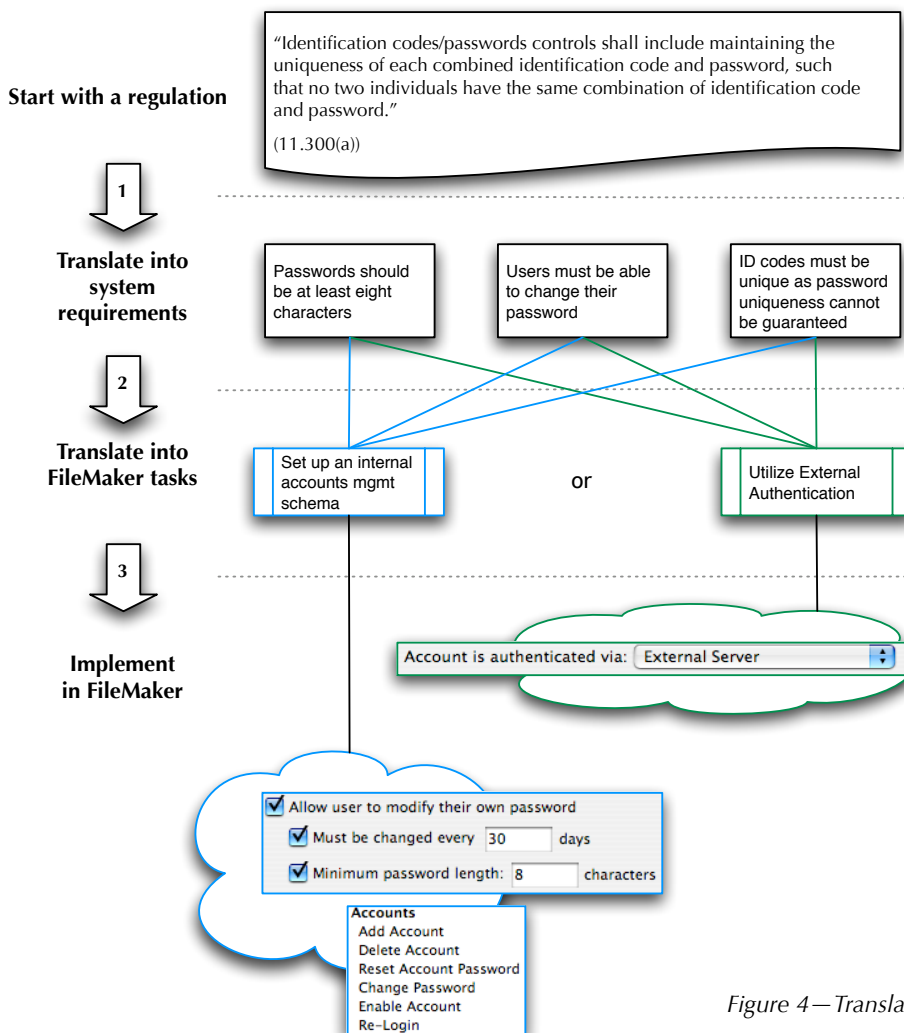 “Identification codes/passwords controls shall include maintaining the
uniqueness of each combined identification code and password, such
that no two individuals have the same combination of identification code
and password.”
(11.300(a))
Start with a regulation
1
Translate into
system
requirements
Passwords should
be at least eight
characters
Users must be able
to change their
password
ID codes must be
unique as password
uniqueness cannot
be guaranteed
2
Translate into
FileMaker tasks
Set up an internal
accounts mgmt
schema
or
Utilize External
Authentication
3
Implement
in FileMaker
Account is authenticated via: External Server
Allow user to modify their own password
Must be changed every 30 days
Minimum password length: 8 characters
Accounts
Add Account
Delete Account
Reset Account Password
Change Password
Enable Account
Re-Login
Figure 4—Transla